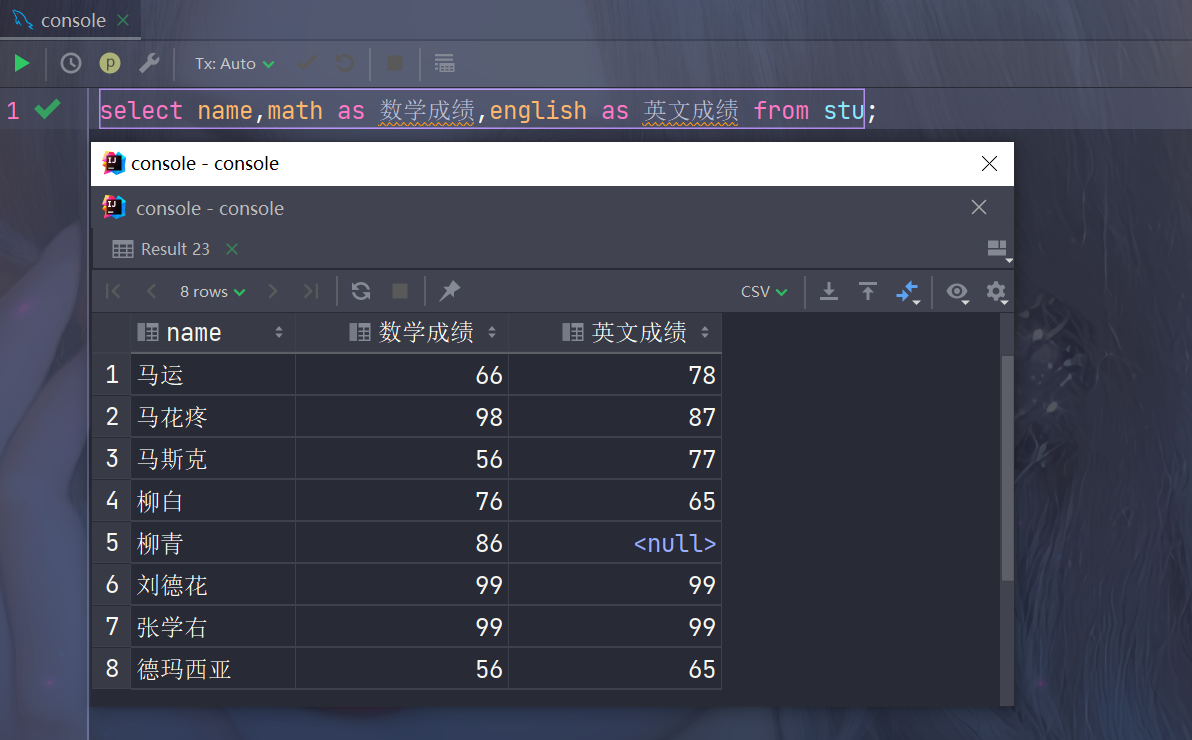 console
Tx: Auto
1 select name,math as 数学成绩,english as 英文成绩 from stu;
console - console
console - console
Result 23
8 rows CSV
name 数学成绩 英文成绩
1 马运 66 78
2 马花疼 98 87
3 马斯克 56 77
4 柳白 76 65
5 柳青 86 <null>
6 刘德花 99 99
7 张学右 99 99
8 德玛西亚 56 65